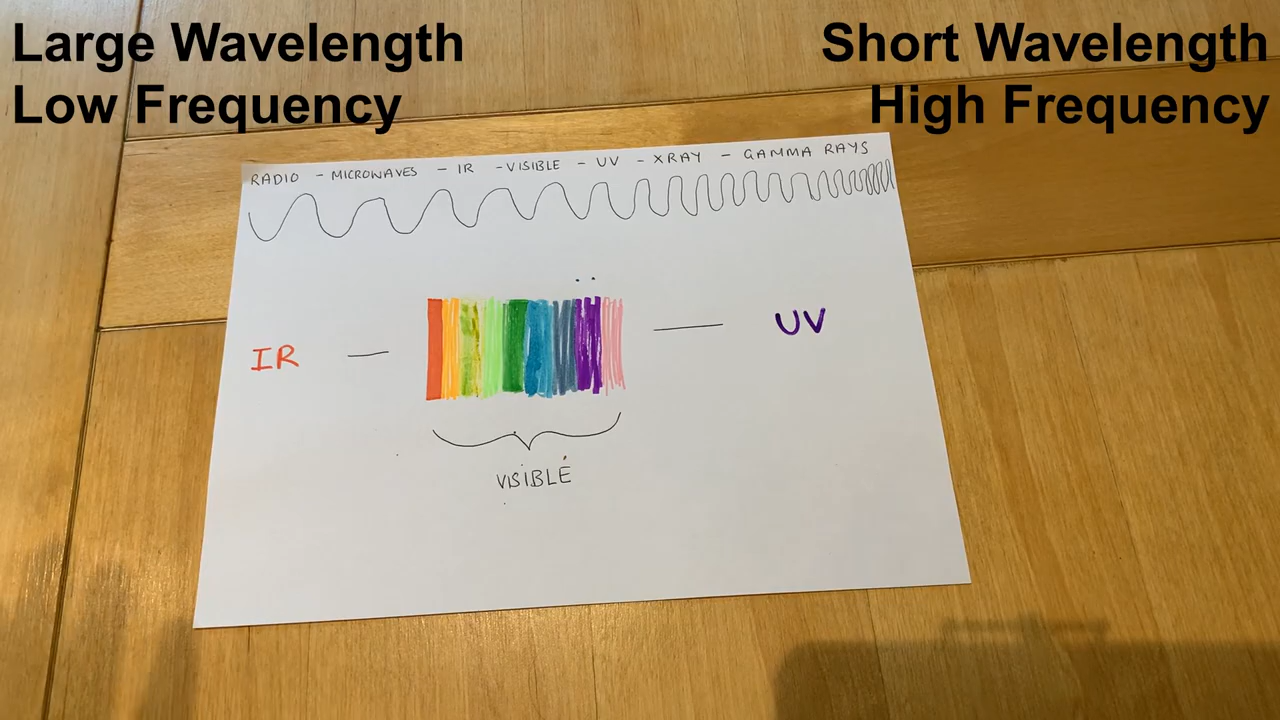 Large Wavelength
Low Frequency
Short Wavelength
High Frequency
RADIO - MICROWAVES - IR - VISIBLE - UV - XRAY - GAMMA RAYS
IR
UV
VISIBLE